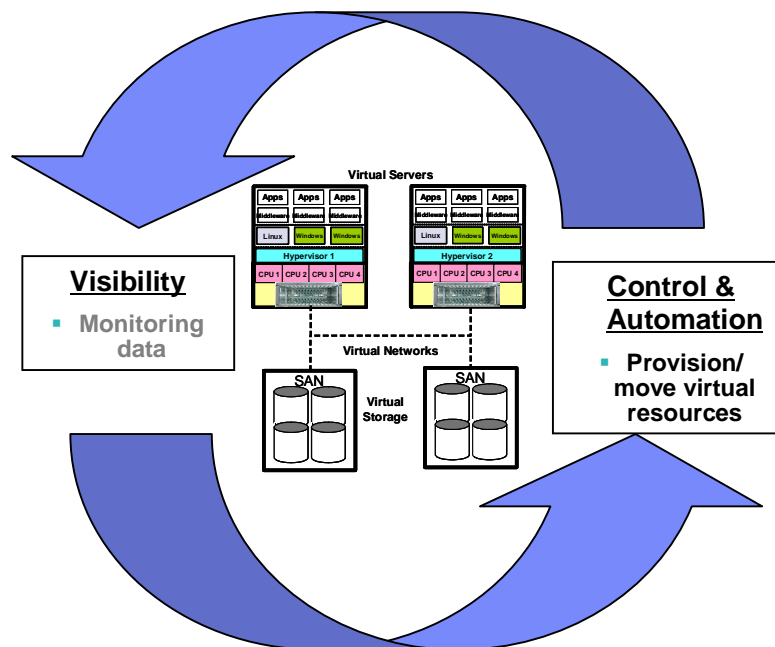 Virtual Servers
Apps Apps Apps
Middleware Middleware Middleware
Linux Windows Windows
Hypervisor 1
CPU 1 CPU 2 CPU 3 CPU 4
Apps Apps Apps
Middleware Middleware Middleware
Linux Windows Windows
Hypervisor 2
CPU 1 CPU 2 CPU 3 CPU 4
Visibility
▪ Monitoring
data
Control &
Automation
▪ Provision/
move virtual
resources
Virtual Networks
SAN
Virtual
Storage
SAN